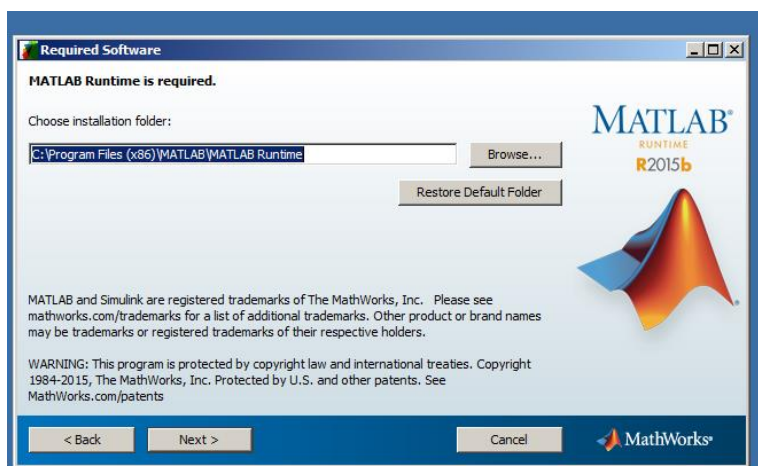 Required Software
MATLAB Runtime is required.
Choose installation folder:
C:\Program Files (x86)\MATLAB\MATLAB Runtime
Browse...
Restore Default Folder
MATLAB®
RUNTIME
R2015b
MATLAB and Simulink are registered trademarks of The MathWorks, Inc. Please see
mathworks.com/trademarks for a list of additional trademarks. Other product or brand names
may be trademarks or registered trademarks of their respective holders.
WARNING: This program is protected by copyright law and international treaties. Copyright
1984-2015, The MathWorks, Inc. Protected by U.S. and other patents. See
MathWorks.com/patents
< Back
Next >
Cancel
MathWorks®